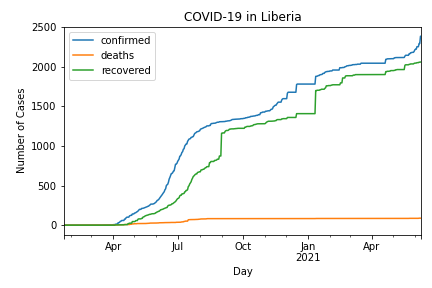 COVID-19 in Liberia
2500
2000
1500
1000
500
0
Number of Cases
confirmed
deaths
recovered
Apr
Jul
Oct
Jan
2021
Apr
Day